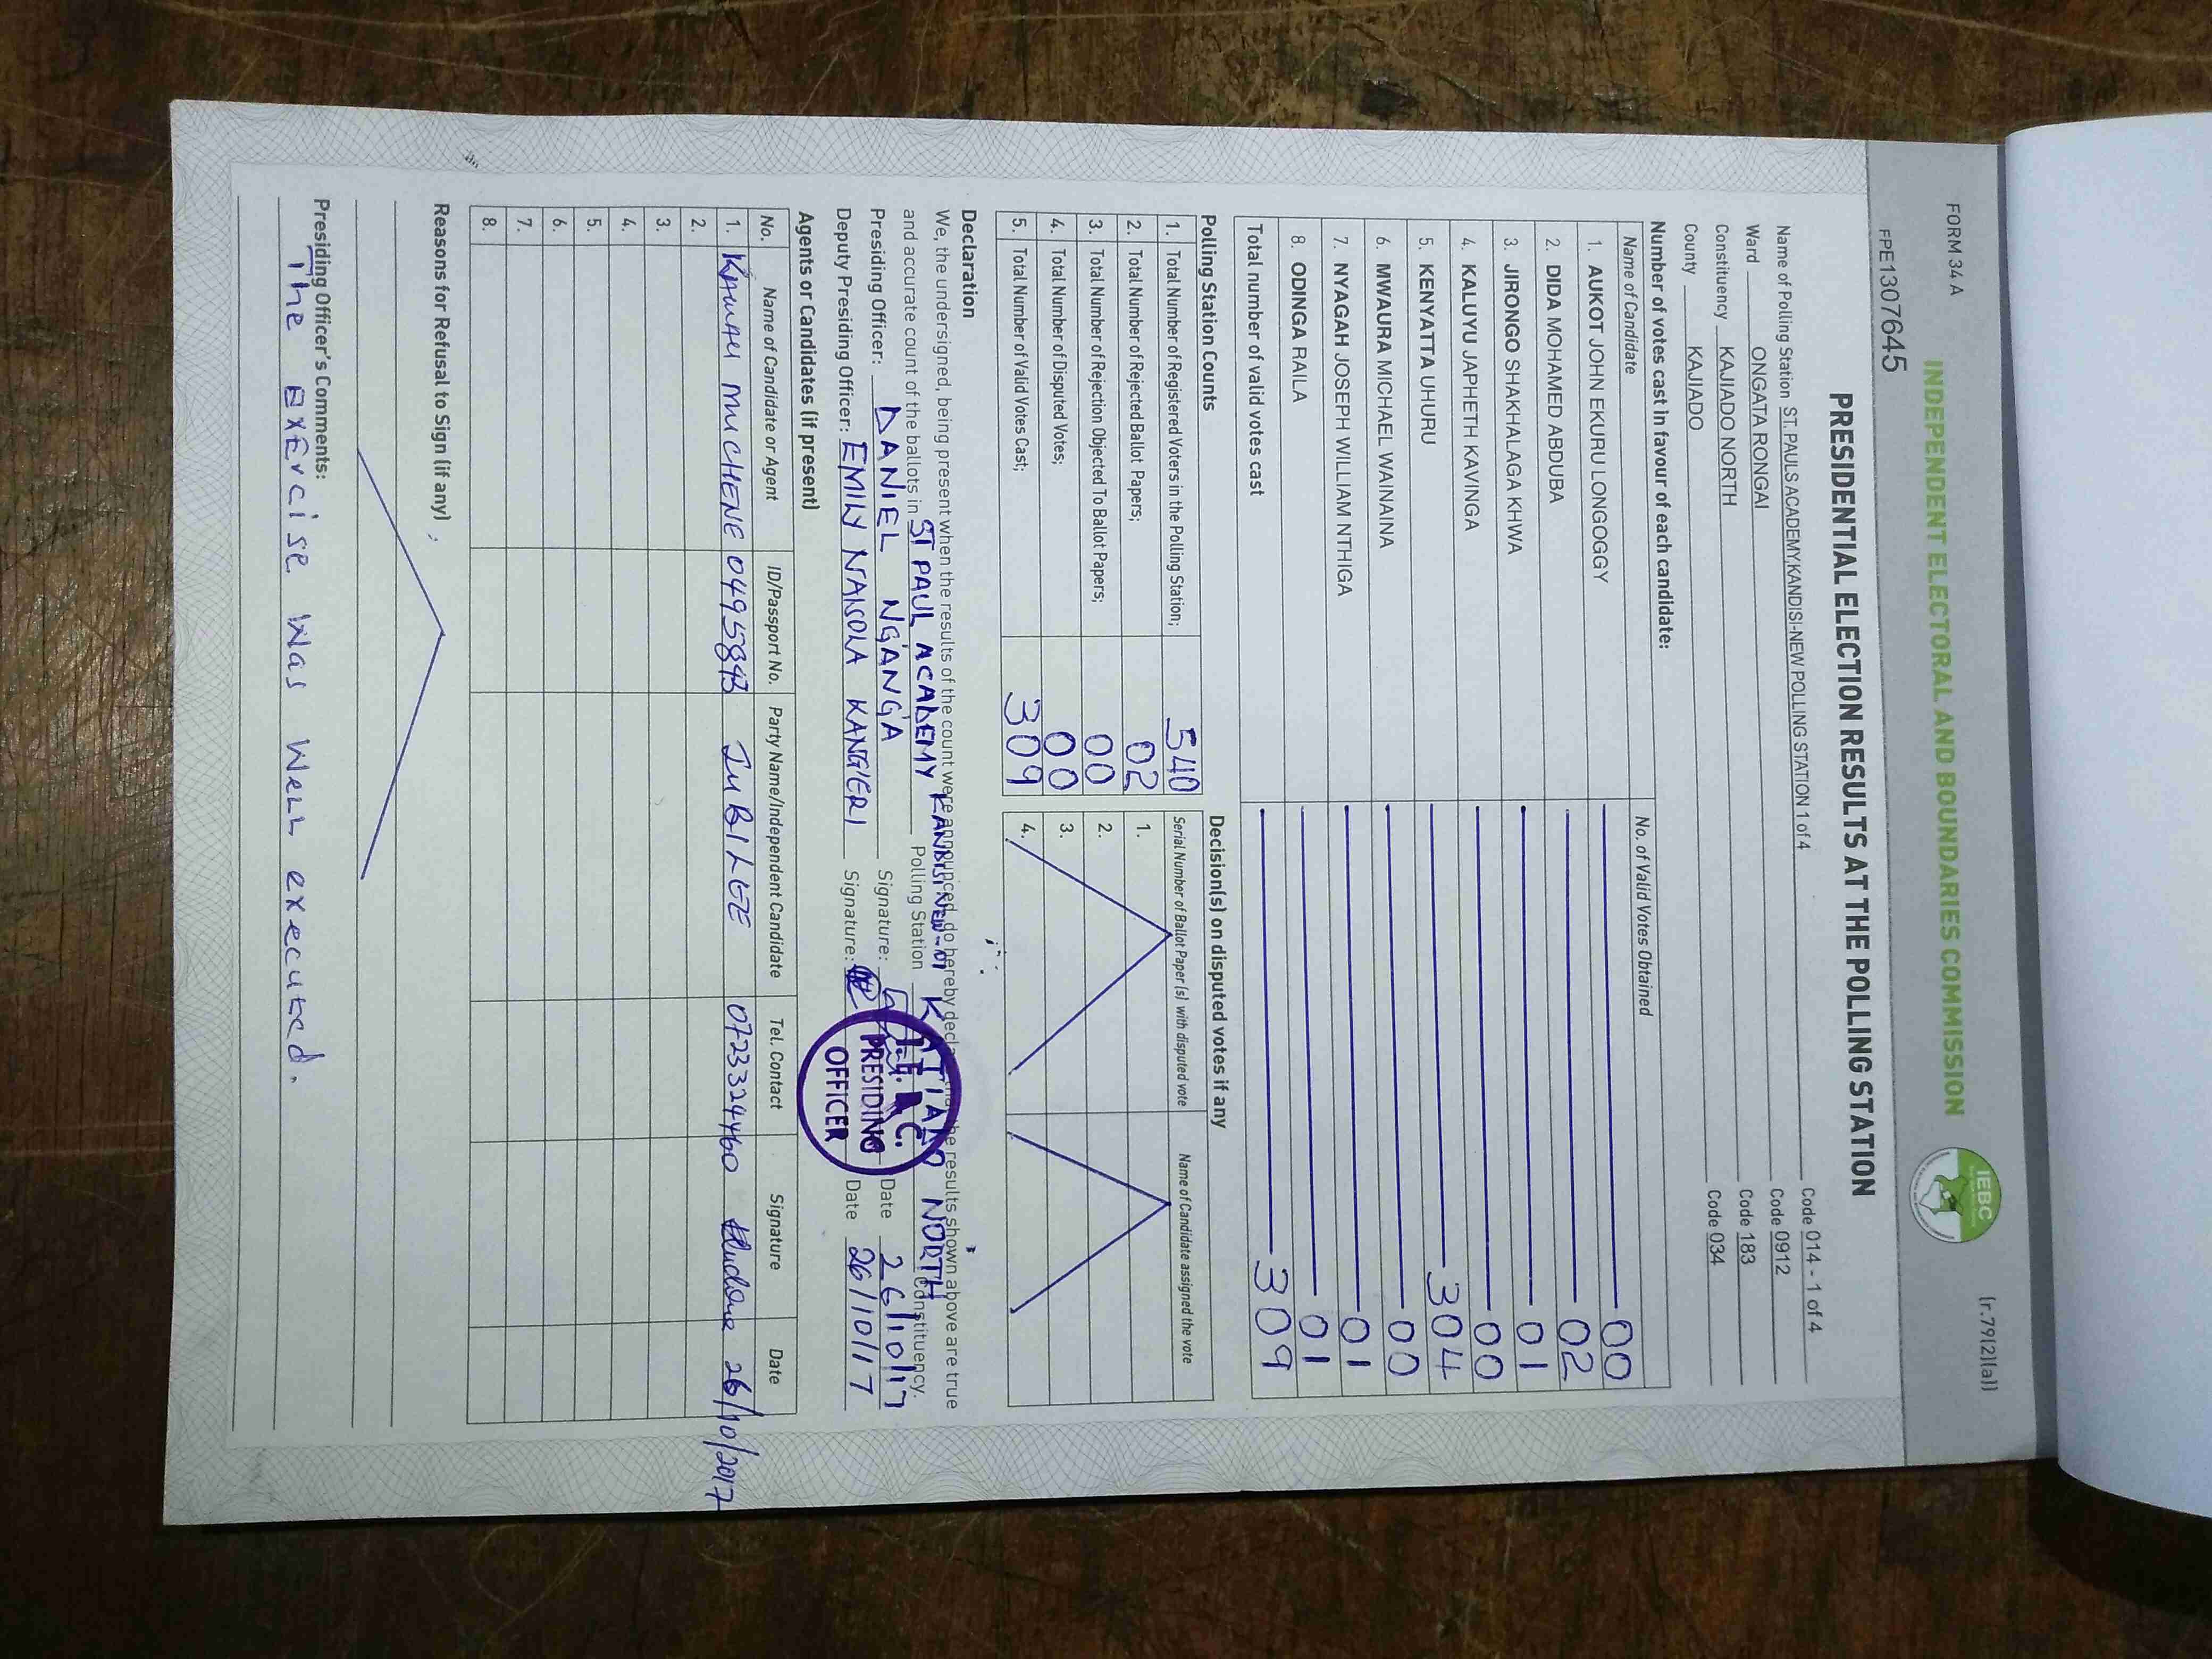 FORM 34 A
(r.79(2)(a))
INDEPENDENT ELECTORAL AND BOUNDARIES COMMISSION
IEBC
FPE1307645
PRESIDENTIAL ELECTION RESULTS AT THE POLLING STATION
Name of Polling Station ST. PAULS ACADEMY,KANDISI-NEW POLLING STATION 1 of 4 Code 014 - 1 of 4
Ward ONGATA RONGAI Code 0912
Constituency KAJIADO NORTH Code 183
County KAJIADO Code 034
Number of votes cast in favour of each candidate:
Name of Candidate No. of Valid Votes Obtained
1. AUKOT JOHN EKURU LONGOGGY 00
2. DIDA MOHAMED ABDUBA 02
3. JIRONGO SHAKHALAGA KHWA 01
4. KALUYU JAPHETH KAVINGA 00
5. KENYATTA UHURU 304
6. MWAURA MICHAEL WAINAINA 00
7. NYAGAH JOSEPH WILLIAM NTHIGA 01
8. ODINGA RAILA 01
Total number of valid votes cast 309
Polling Station Counts
1. Total Number of Registered Voters in the Polling Station; 540
2. Total Number of Rejected Ballot Papers; 02
3. Total Number of Rejection Objected To Ballot Papers; 00
4. Total Number of Disputed Votes; 00
5. Total Number of Valid Votes Cast; 309
Decision(s) on disputed votes if any
Serial Number of Ballot Paper(s) with disputed vote Name of Candidate assigned the vote
1.
2.
3.
4.
Declaration
We, the undersigned, being present when the results of the count were announced, do hereby declare the results shown above are true
and accurate count of the ballots in ST PAUL ACADEMY KANDISI NEW-01 Polling Station KAJIADO NORTH Constituency.
Presiding Officer: DANIEL NG'ANG'A Signature: Date 26/10/17
Deputy Presiding Officer: EMILY NAISOLA KANG'ERI Signature: Date 26/10/17
PRESIDING
OFFICER
Agents or Candidates (if present)
No. Name of Candidate or Agent ID/Passport No. Party Name/Independent Candidate Tel. Contact Signature Date
1. KAMAU MUCHENE 04958843 JUBILEE 0723324460 26/10/2017
2.
3.
4.
5.
6.
7.
8.
Reasons for Refusal to Sign (if any) ;
Presiding Officer's Comments:
The Exercise Was Well executed.